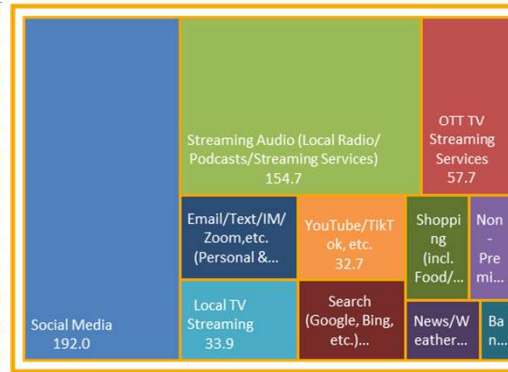 Social Media
192.0
Streaming Audio (Local Radio/
Podcasts/Streaming Services)
154.7
OTT TV
Streaming
Services
57.7
Email/Text/IM/
Zoom,etc.
(Personal &...
YouTube/TikT
ok, etc.
32.7
Shoppi
ng
(incl.
Food/...
Non
-
Pre
mi...
Local TV
Streaming
33.9
Search
(Google, Bing,
etc.)...
News/W
eather...
Ba
n...